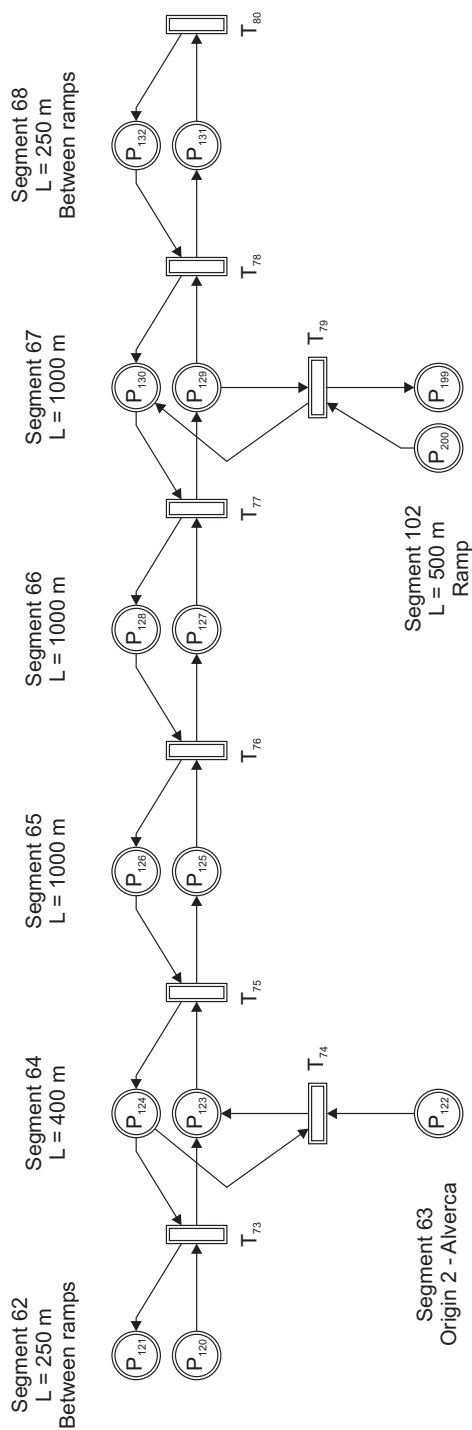 Segment 62
L = 250 m
Between ramps
Segment 64
L = 400 m
Segment 65
L = 1000 m
Segment 66
L = 1000 m
Segment 67
L = 1000 m
Segment 68
L = 250 m
Between ramps
P121
P124
P126
P128
P130
P132
P120
P123
P125
P127
P129
P131
T73
T75
T76
T77
T78
T80
T74
T79
P122
P200
P199
Segment 63
Origin 2 - Alverca
Segment 102
L = 500 m
Ramp